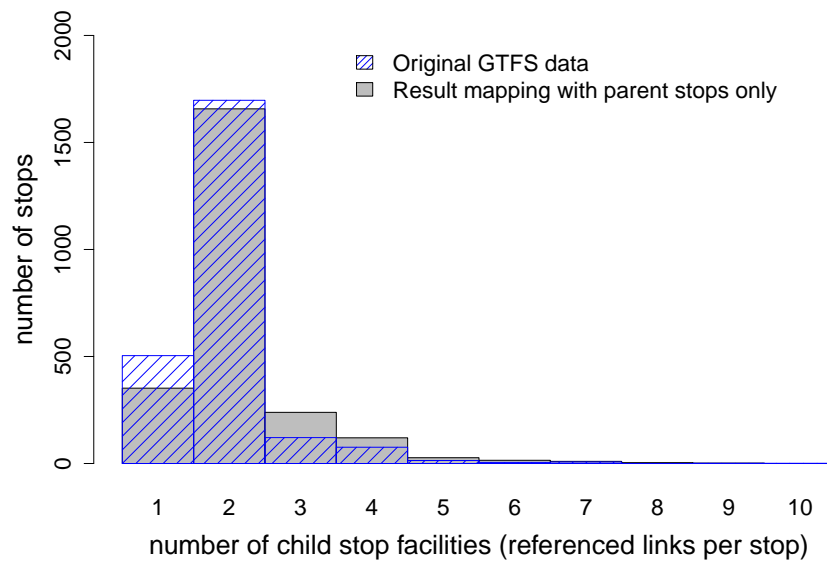 2000
Original GTFS data
Result mapping with parent stops only
1500
1000
500
0
number of stops
1 2 3 4 5 6 7 8 9 10
number of child stop facilities (referenced links per stop)